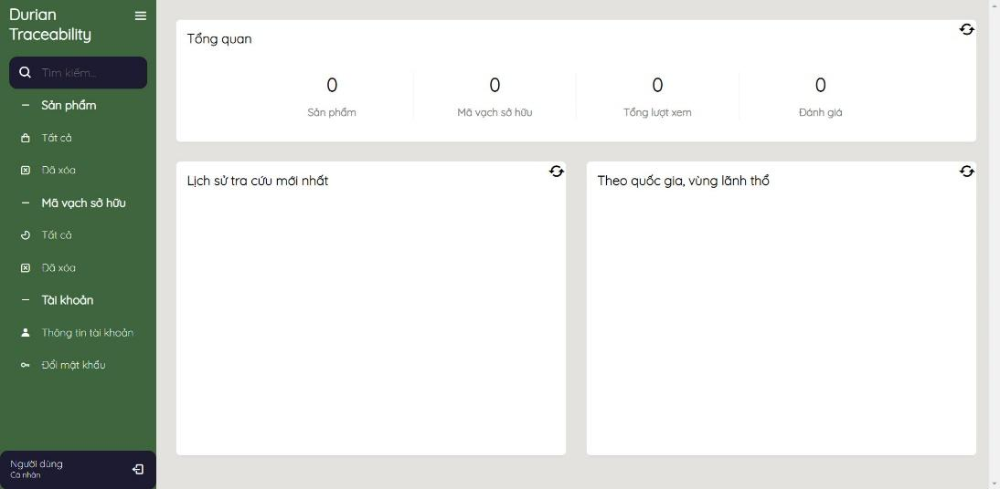 Durian
Traceability
Tìm kiếm...
Sản phẩm
Tất cả
Đã xóa
Mã vạch sở hữu
Tất cả
Đã xóa
Tài khoản
Thông tin tài khoản
Đổi mật khẩu
Người dùng
Cá nhân
Tổng quan
0
0
0
0
Sản phẩm
Mã vạch sở hữu
Tổng lượt xem
Đánh giá
Lịch sử tra cứu mới nhất
Theo quốc gia, vùng lãnh thổ